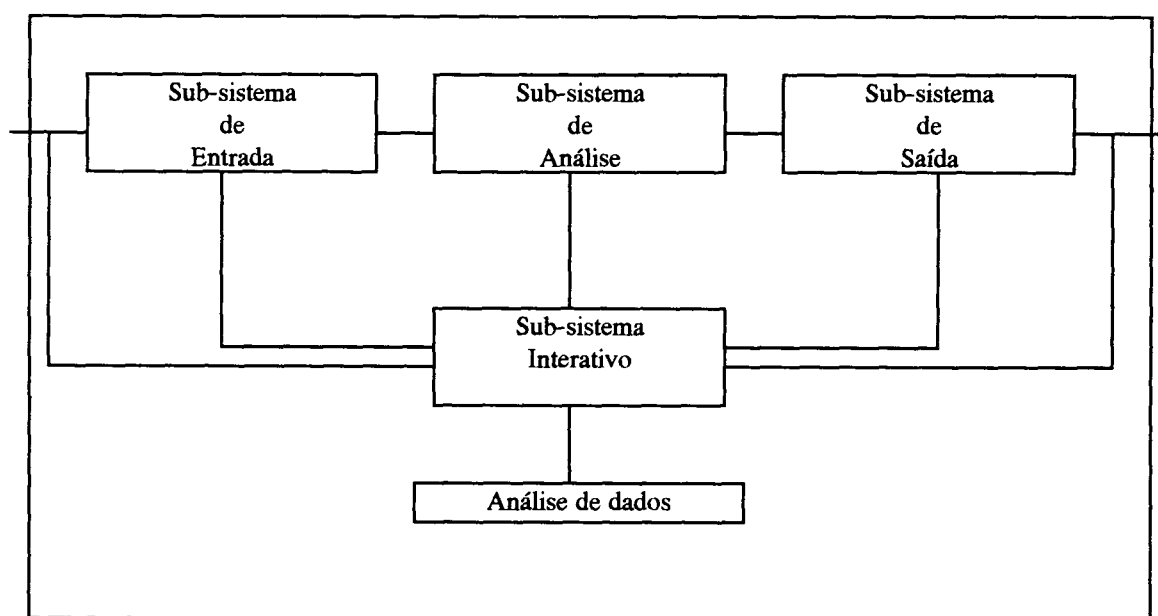 Sub-sistema
de
Entrada
Sub-sistema
de
Análise
Sub-sistema
de
Saída
Sub-sistema
Interativo
Análise de dados